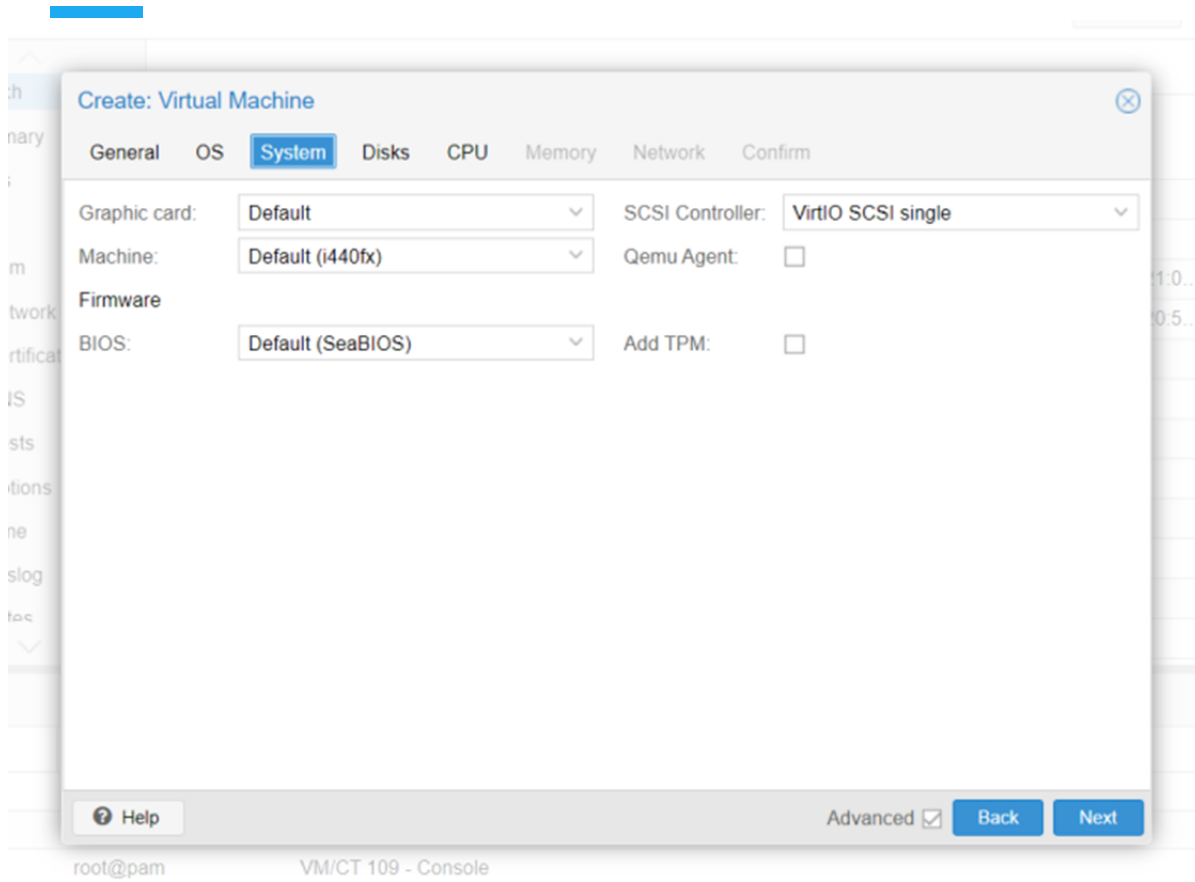 Create: Virtual Machine
General OS System Disks CPU Memory Network Confirm
Graphic card: Default SCSI Controller: VirtIO SCSI single
Machine: Default (i440fx) Qemu Agent:
Firmware
BIOS: Default (SeaBIOS) Add TPM:
Help Advanced Back Next
root@pam VM/CT 109 - Console